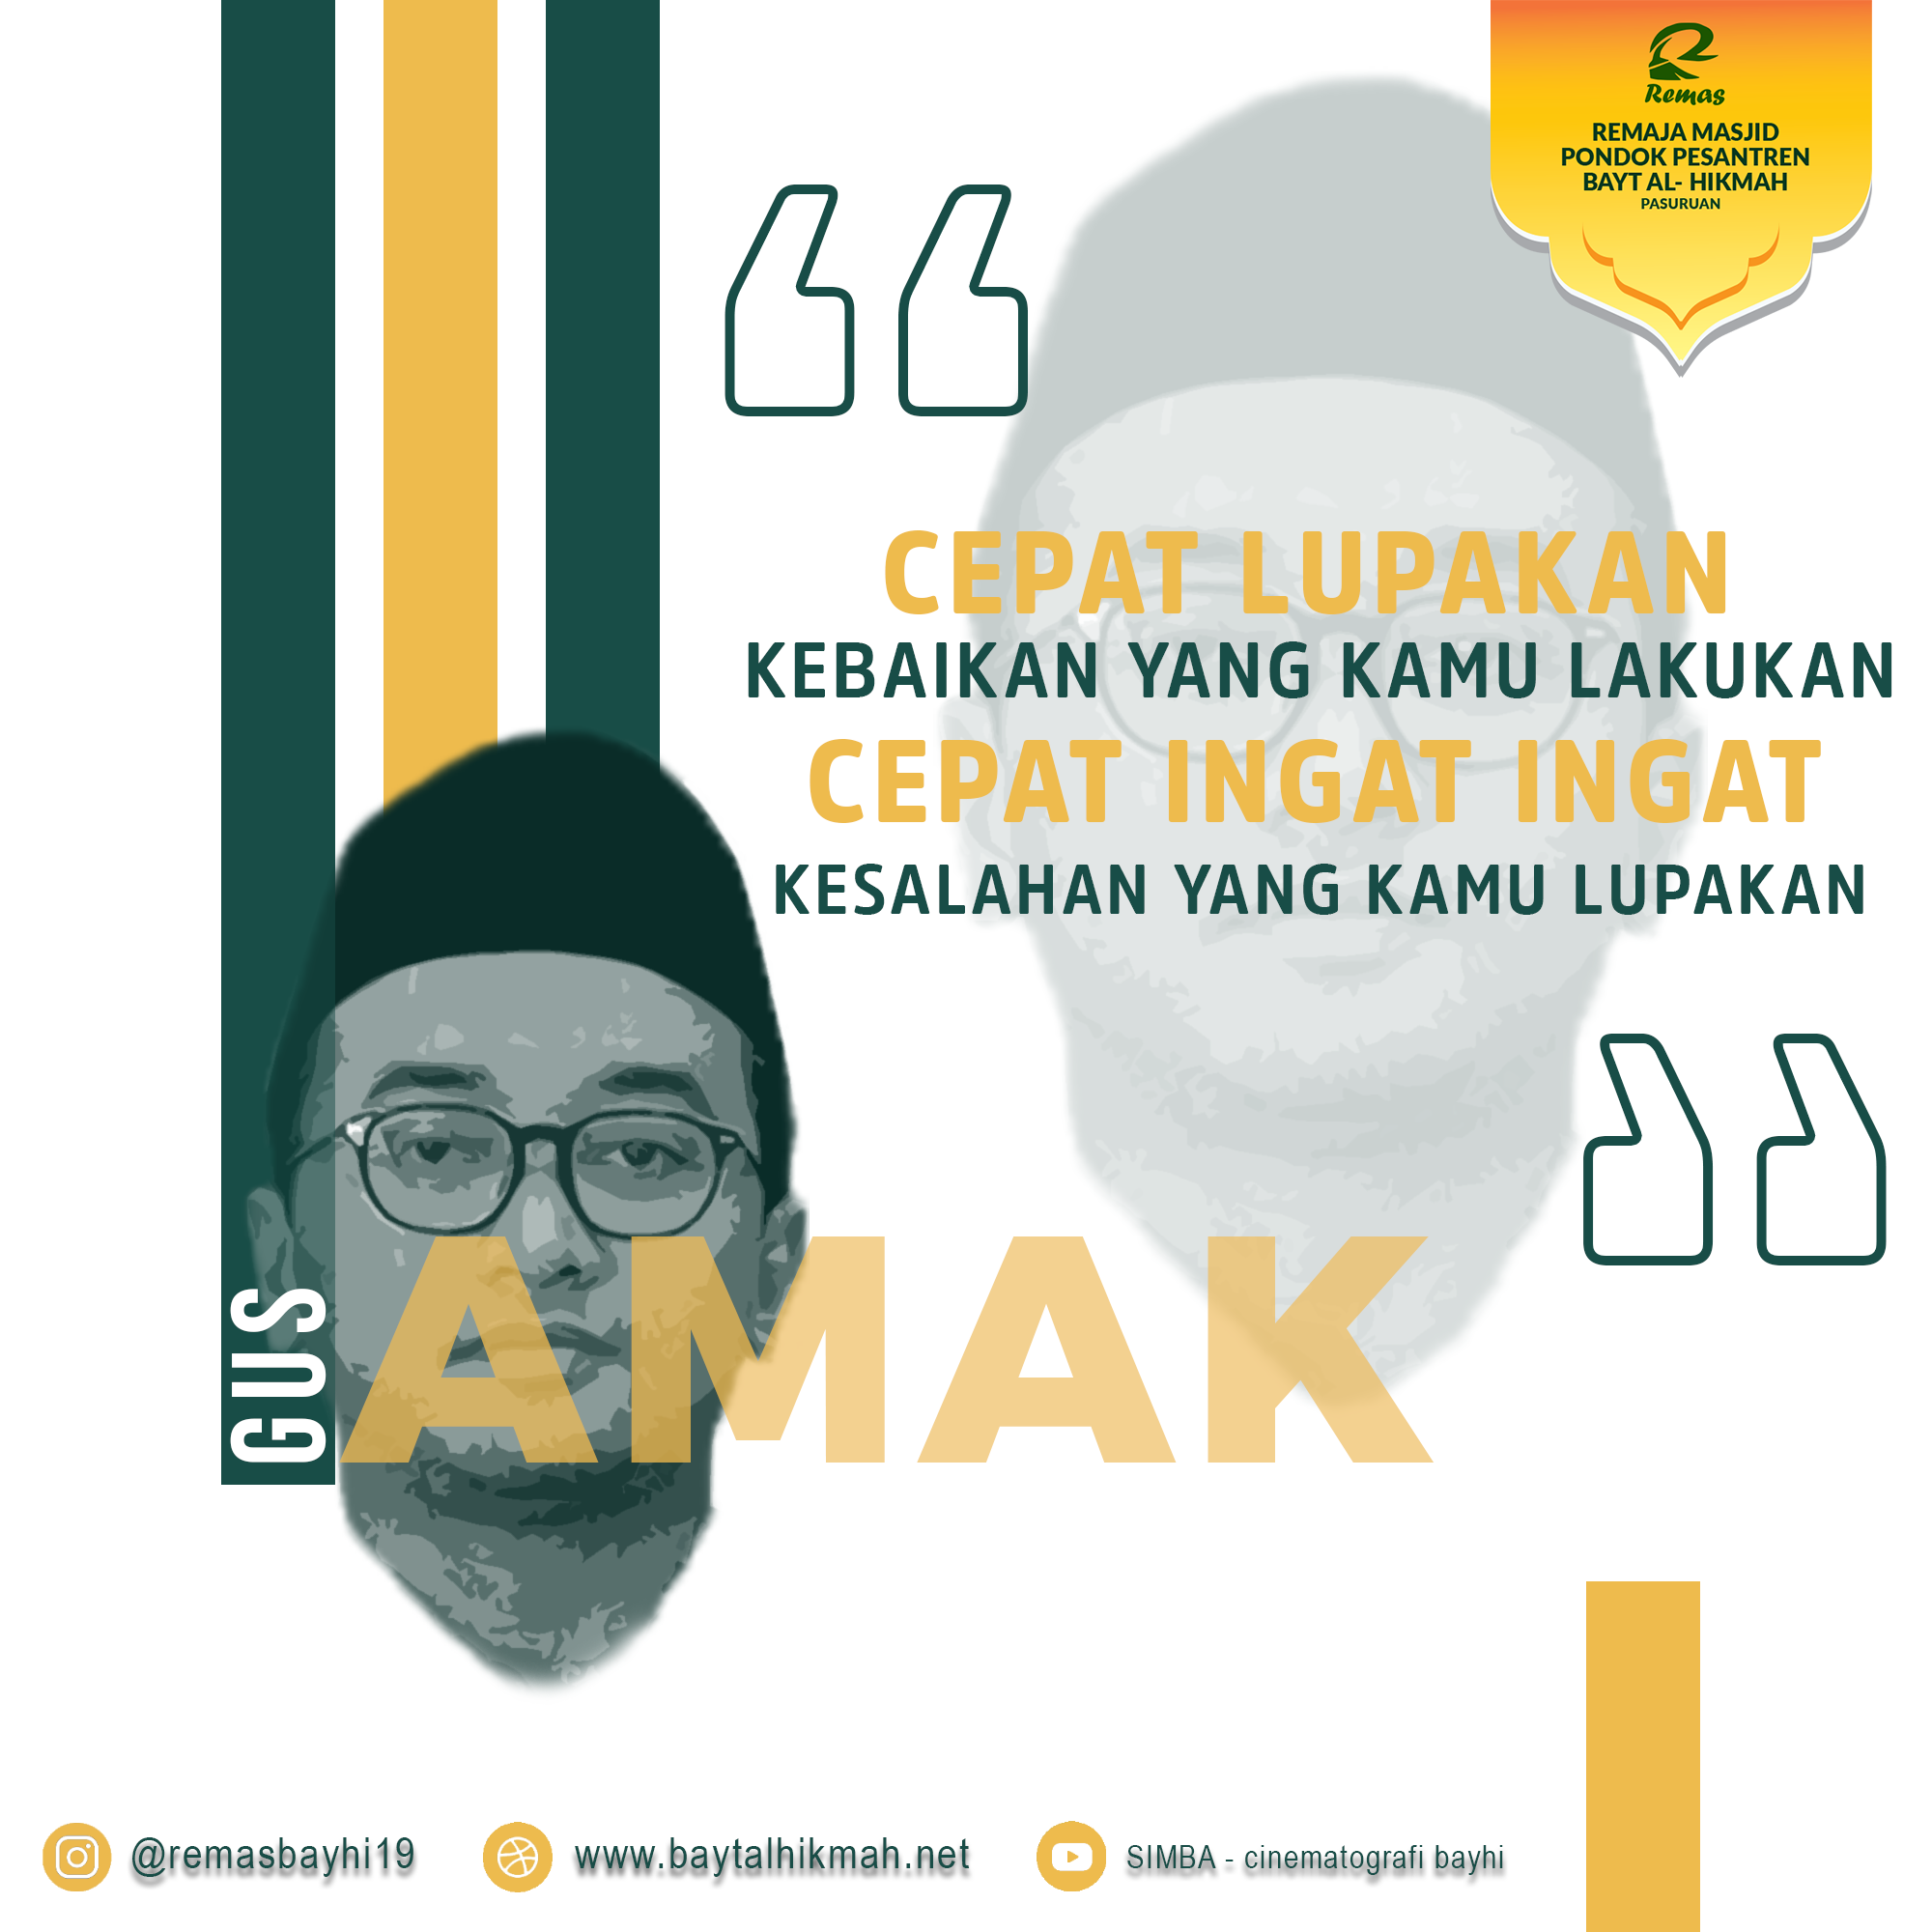 Remas
REMAJA MASJID
PONDOK PESANTREN
BAYT AL- HIKMAH
PASURUAN
CEPAT LUPAKAN
KEBAIKAN YANG KAMU LAKUKAN
CEPAT INGAT INGAT
KESALAHAN YANG KAMU LUPAKAN
GUS
AMAK
@remasbayhi19
www.baytalhikmah.net
SIMBA - cinematografi bayhi